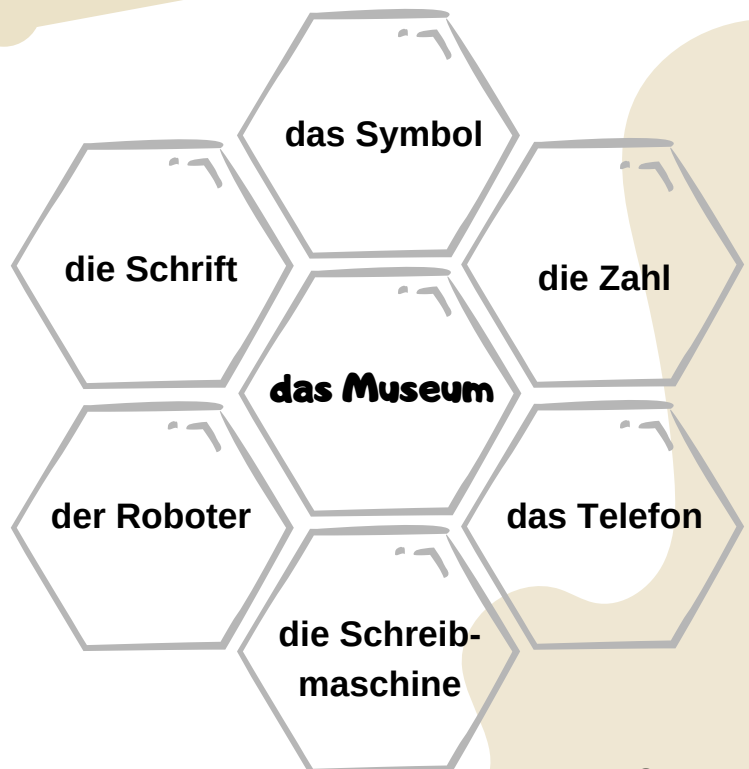 das Symbol
die Schrift
die Zahl
das Museum
der Roboter
das Telefon
die Schreib-
maschine